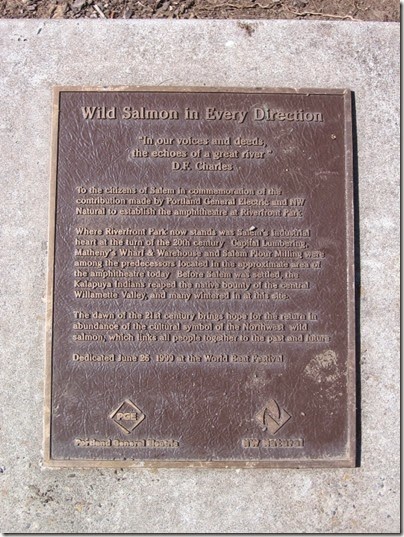 Wild Salmon in Every Direction
"In our voices and deeds,
the echoes of a great river."
D.F. Charles
To the citizens of Salem in commemoration of the
contribution made by Portland General Electric and NW
Natural to establish the amphitheatre at Riverfront Park.
Where Riverfront Park now stands was Salem's industrial
heart at the turn of the 20th century. Capital Lumbering,
Matheny's Wharf & Warehouse and Salem Flour Milling were
among the predecessors located in the approximate area of
the amphitheatre today. Before Salem was settled, the
Kalapuya Indians reaped the native bounty of the central
Willamette Valley, and many wintered in at this site.
The dawn of the 21st century brings hope for the return in
abundance of the cultural symbol of the Northwest wild
salmon, which links all people together to the past and future.
Dedicated June 26, 1999 at the World Beat Festival
PGE
Portland General Electric
NW Natural